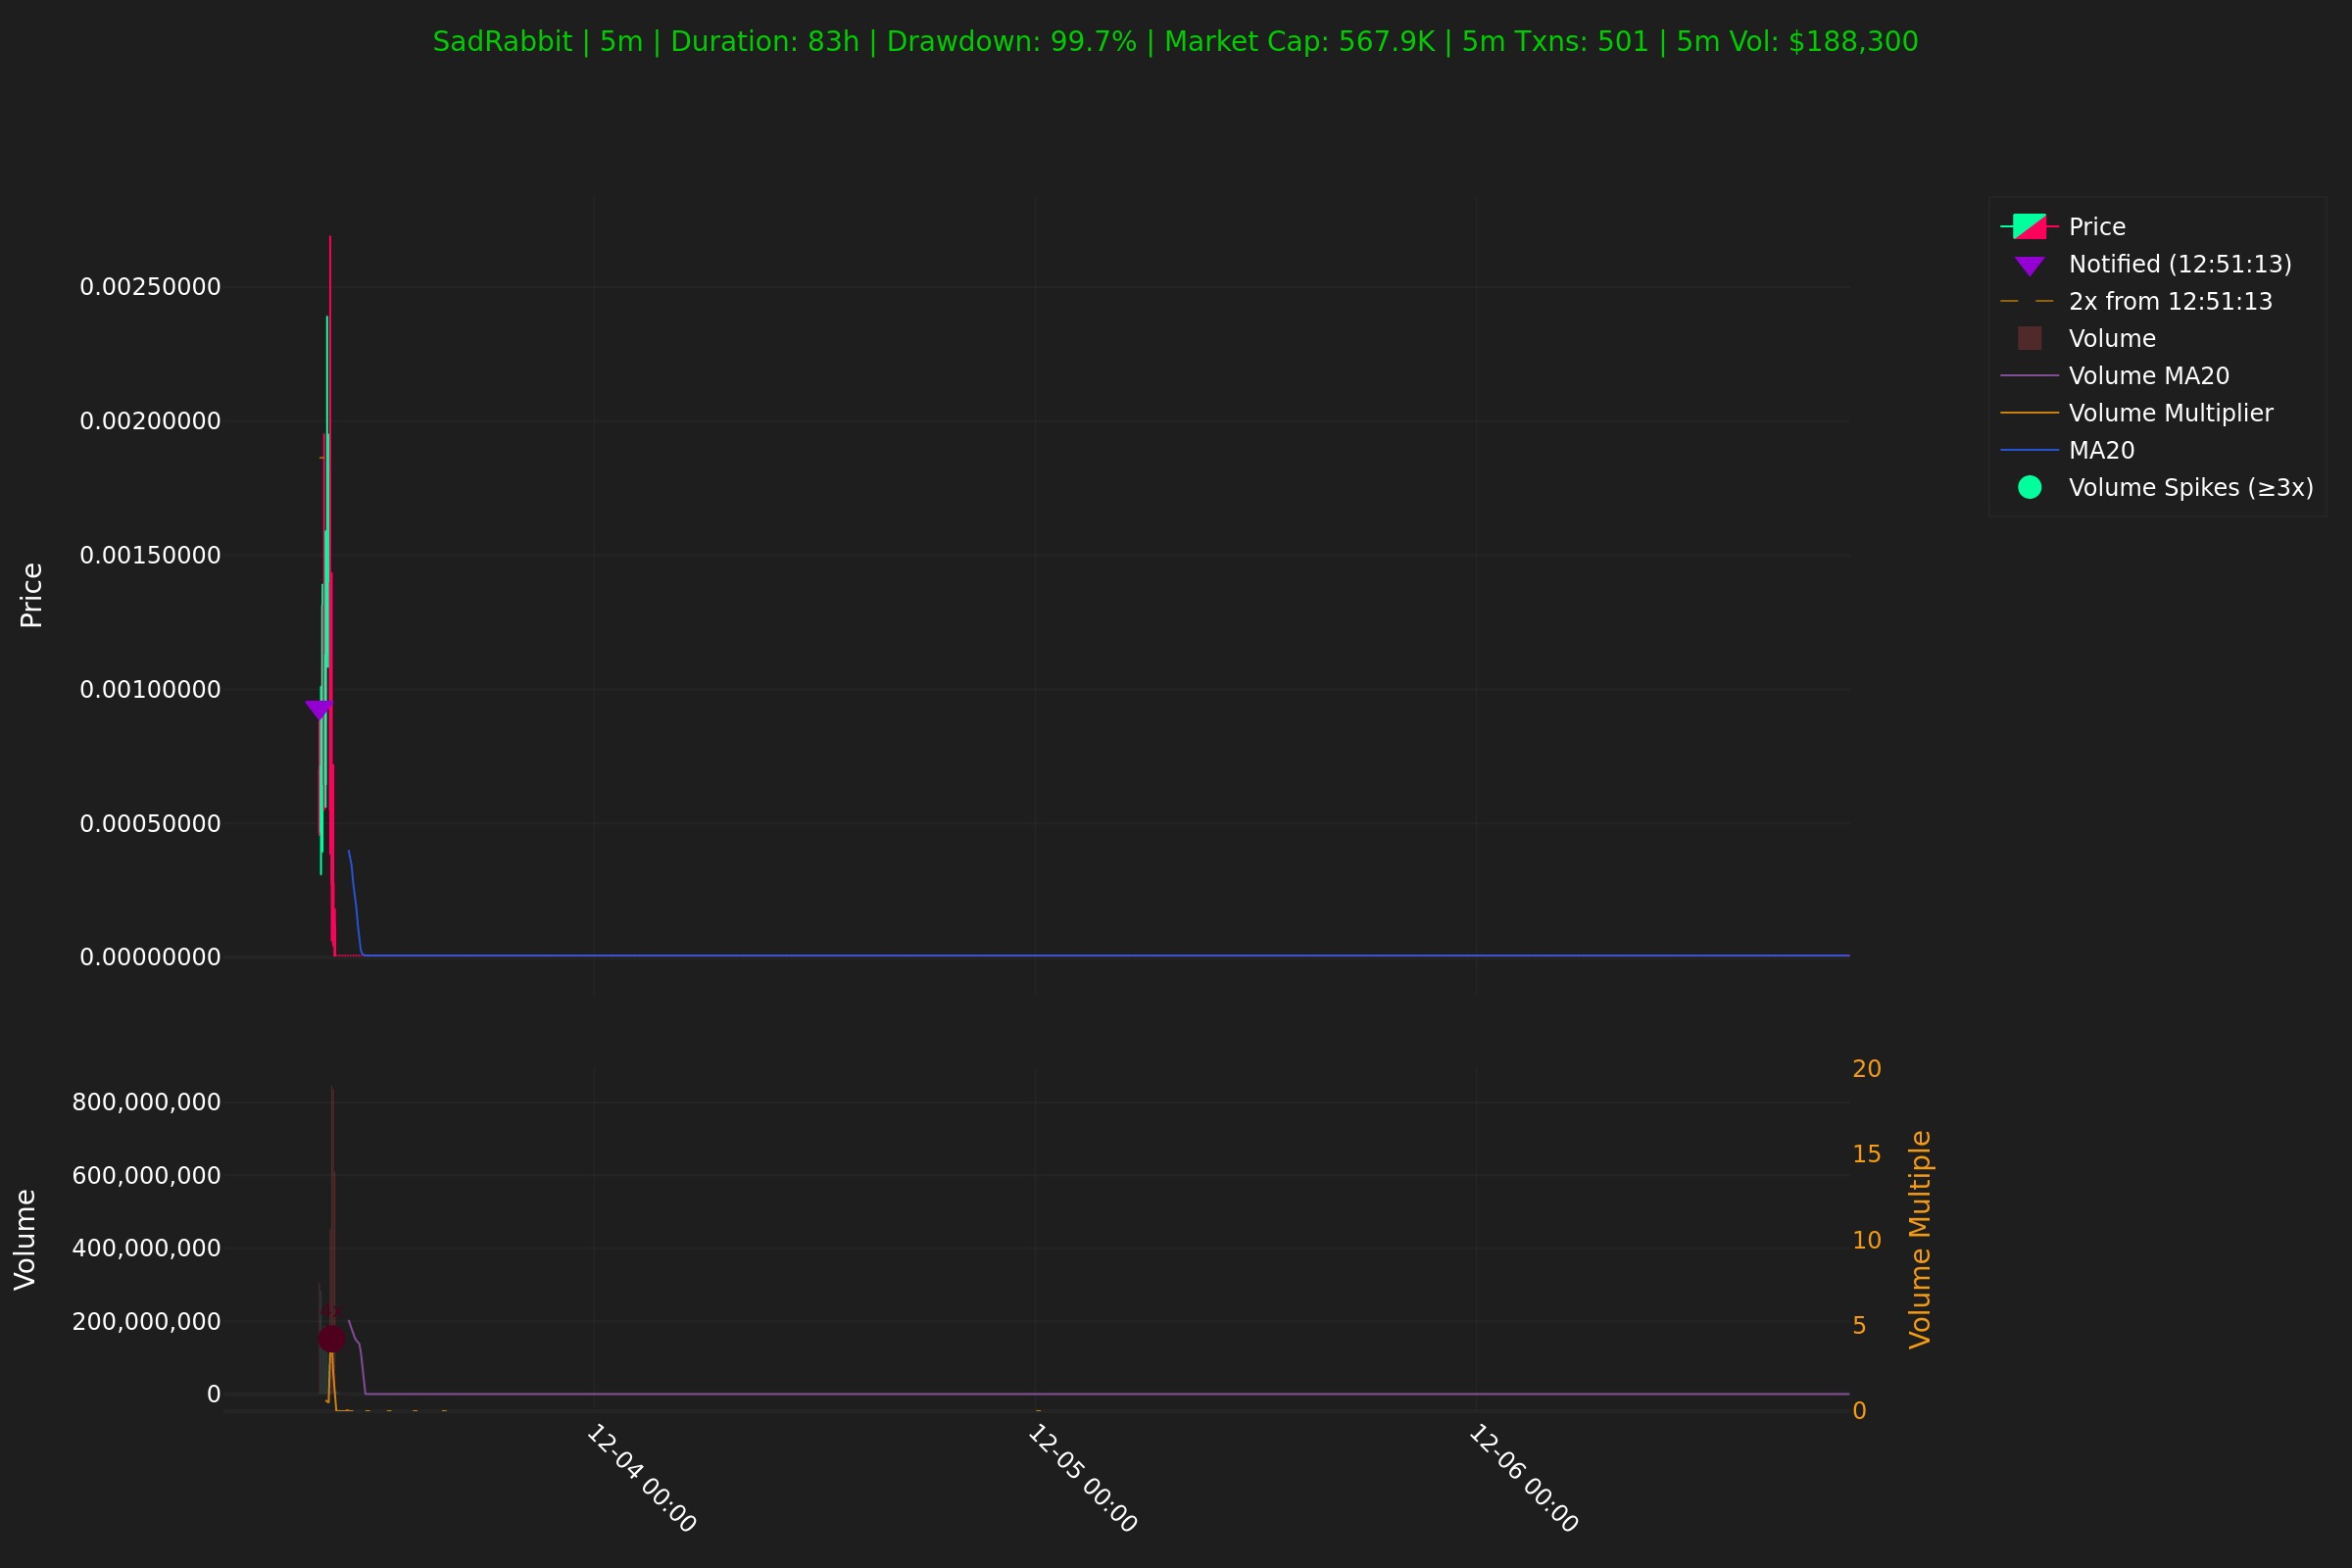 SadRabbit | 5m | Duration: 83h | Drawdown: 99.7% | Market Cap: 567.9K | 5m Txns: 501 | 5m Vol: $188,300
Price
0.00250000
0.00200000
0.00150000
0.00100000
0.00050000
0.00000000
Price
Notified (12:51:13)
2x from 12:51:13
Volume
Volume MA20
Volume Multiplier
MA20
Volume Spikes (≥3x)
Volume
800,000,000
600,000,000
400,000,000
200,000,000
0
20
15
10
5
0
Volume Multiple
12-04 00:00
12-05 00:00
12-06 00:00